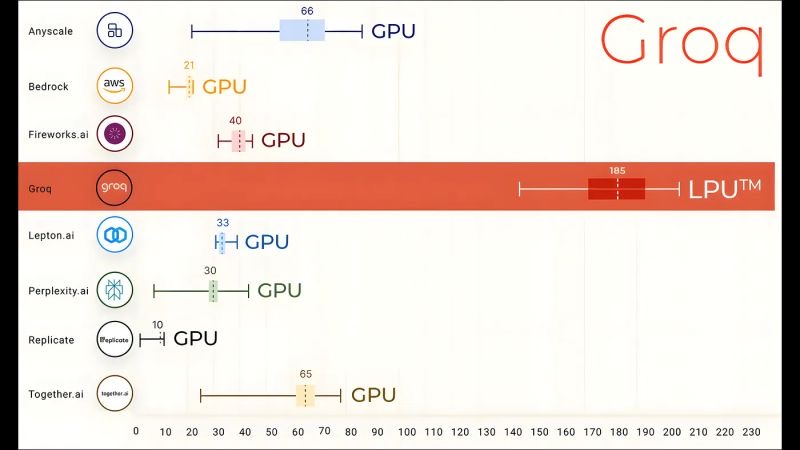 Groq
66
Anyscale
GPU
21
Bedrock
aws
GPU
40
Fireworks.ai
GPU
185
Groq
groq
LPU™
33
Lepton.ai
GPU
30
Perplexity.ai
GPU
10
Replicate
Replicate
GPU
65
Together.ai
together.ai
GPU
0 10 20 30 40 50 60 70 80 90 100 110 120 130 140 150 160 170 180 190 200 210 220 230